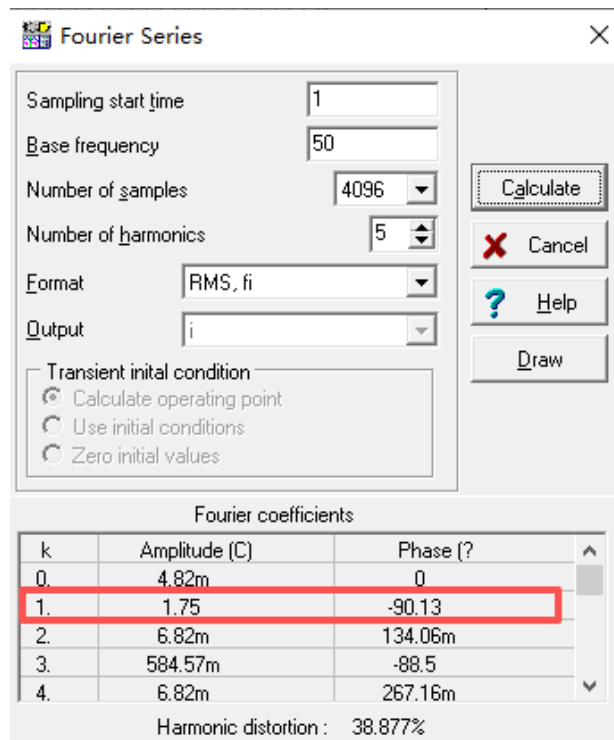 Fourier Series
Sampling start time 1
Base frequency 50
Number of samples 4096
Number of harmonics 5
Format RMS, fi
Output i
Transient inital condition
Calculate operating point
Use initial conditions
Zero initial values
Calculate
Cancel
Help
Draw
Fourier coefficients
k Amplitude (C) Phase (?
0. 4.82m 0
1. 1.75 -90.13
2. 6.82m 134.06m
3. 584.57m -88.5
4. 6.82m 267.16m
Harmonic distortion : 38.877%